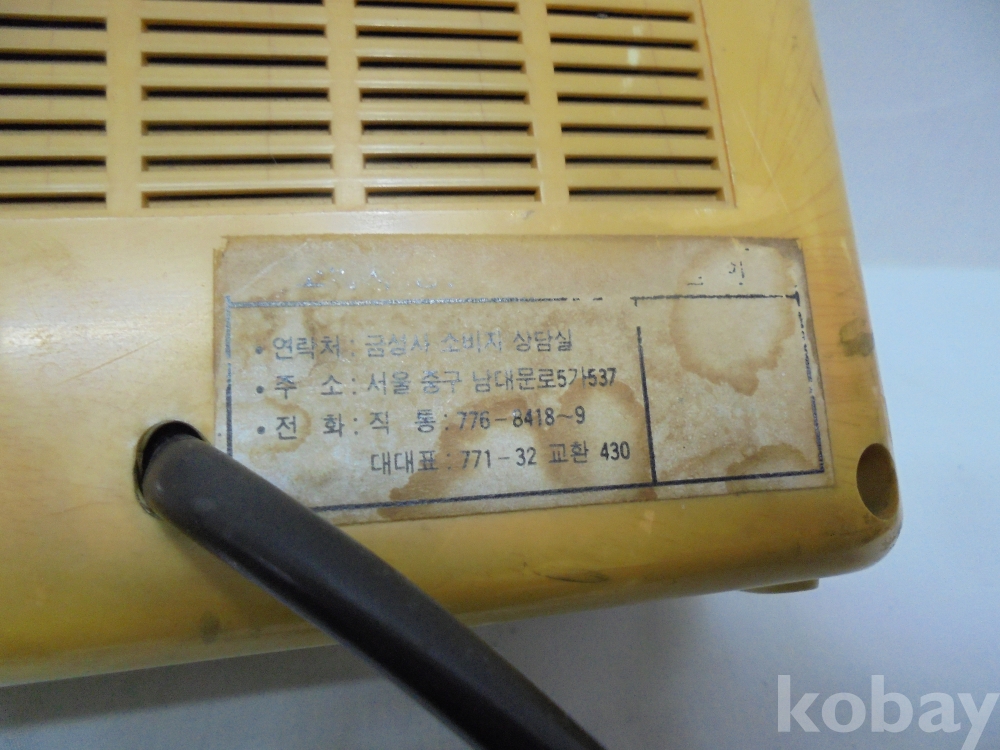 • 연락처 : 금성사 소비자 상담실
• 주 소 : 서울 중구 남대문로5가537
• 전 화 : 직 통 : 776-8418~9
대대표 : 771-32 교환 430
kobay